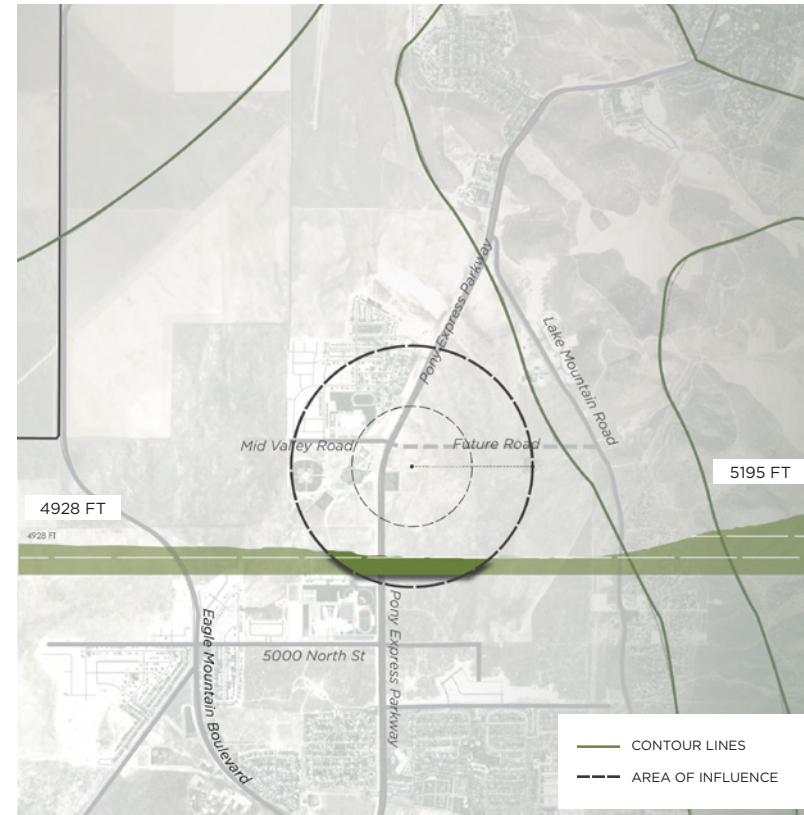 Pony Express Parkway
Lake Mountain Road
Mid Valley Road
Future Road
5195 FT
4928 FT
4928 FT
Eagle Mountain Boulevard
5000 North St
Pony Express Parkway
CONTOUR LINES
AREA OF INFLUENCE